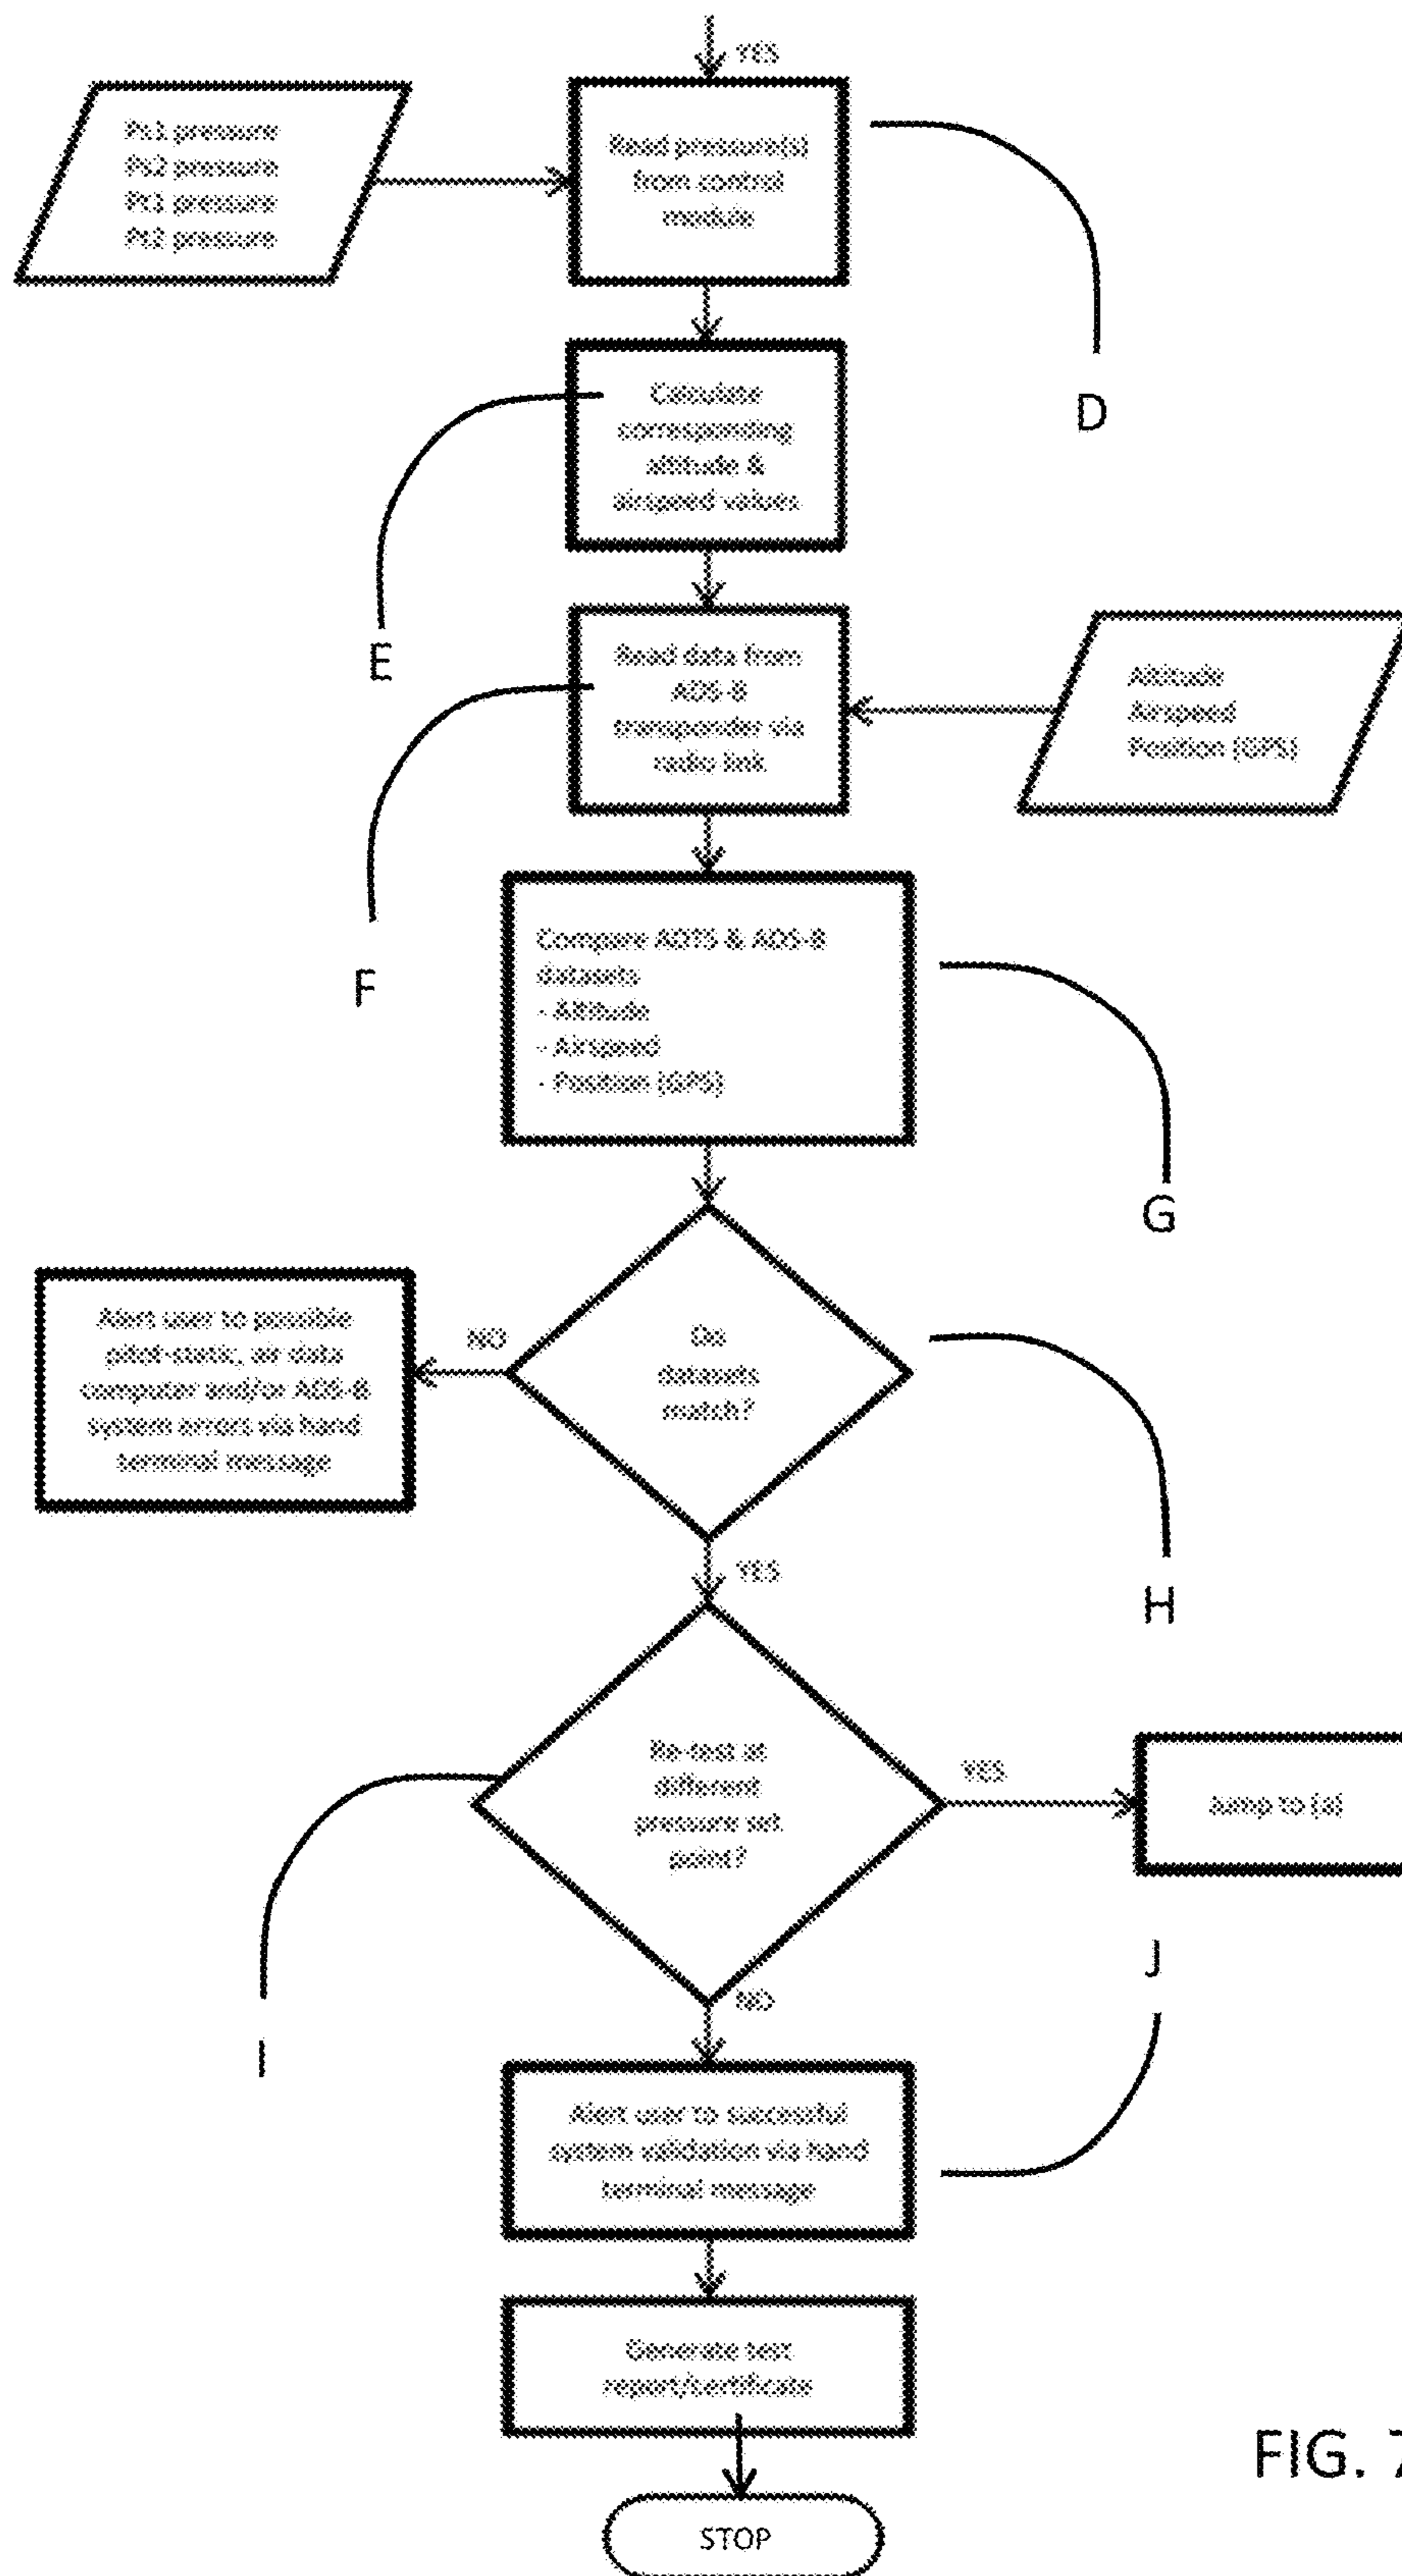 YES
Ps1 pressure
Ps2 pressure
Pt1 pressure
Pt2 pressure
Read pressure(s)
from control
module
D
Calculate
corresponding
altitude &
airspeed values
E
Read data from
ADS-B
transponder via
radio link
Altitude
Airspeed
Position (GPS)
F
Compare ADTS & ADS-B
datasets
- Altitude
- Airspeed
- Position (GPS)
G
Alert user to possible
pitot-static, air data
computer and/or ADS-B
system errors via hand
terminal message
NO
Do
datasets
match?
H
YES
Re-test at
different
pressure set
point?
YES
Jump to (a)
I
NO
J
Alert user to successful
system validation via hand
terminal message
Generate test
report/certificate
FIG. 7
STOP